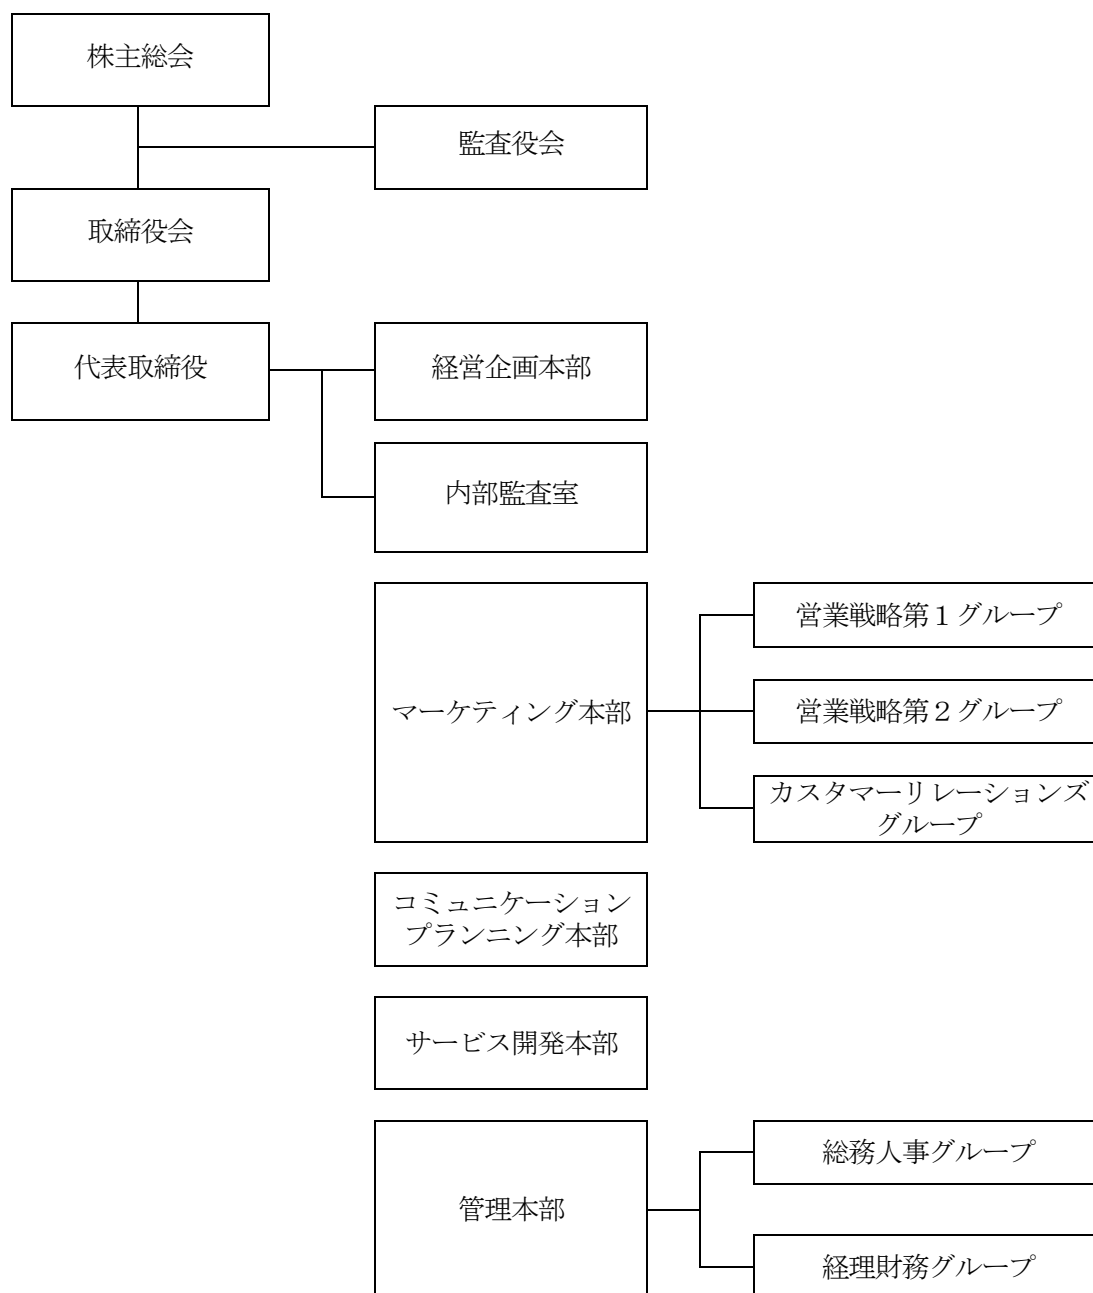 株主総会
監査役会
取締役会
代表取締役
経営企画本部
内部監査室
マーケティング本部
営業戦略第１グループ
営業戦略第２グループ
カスタマーリレーションズ
グループ
コミュニケーション
プランニング本部
サービス開発本部
管理本部
総務人事グループ
経理財務グループ